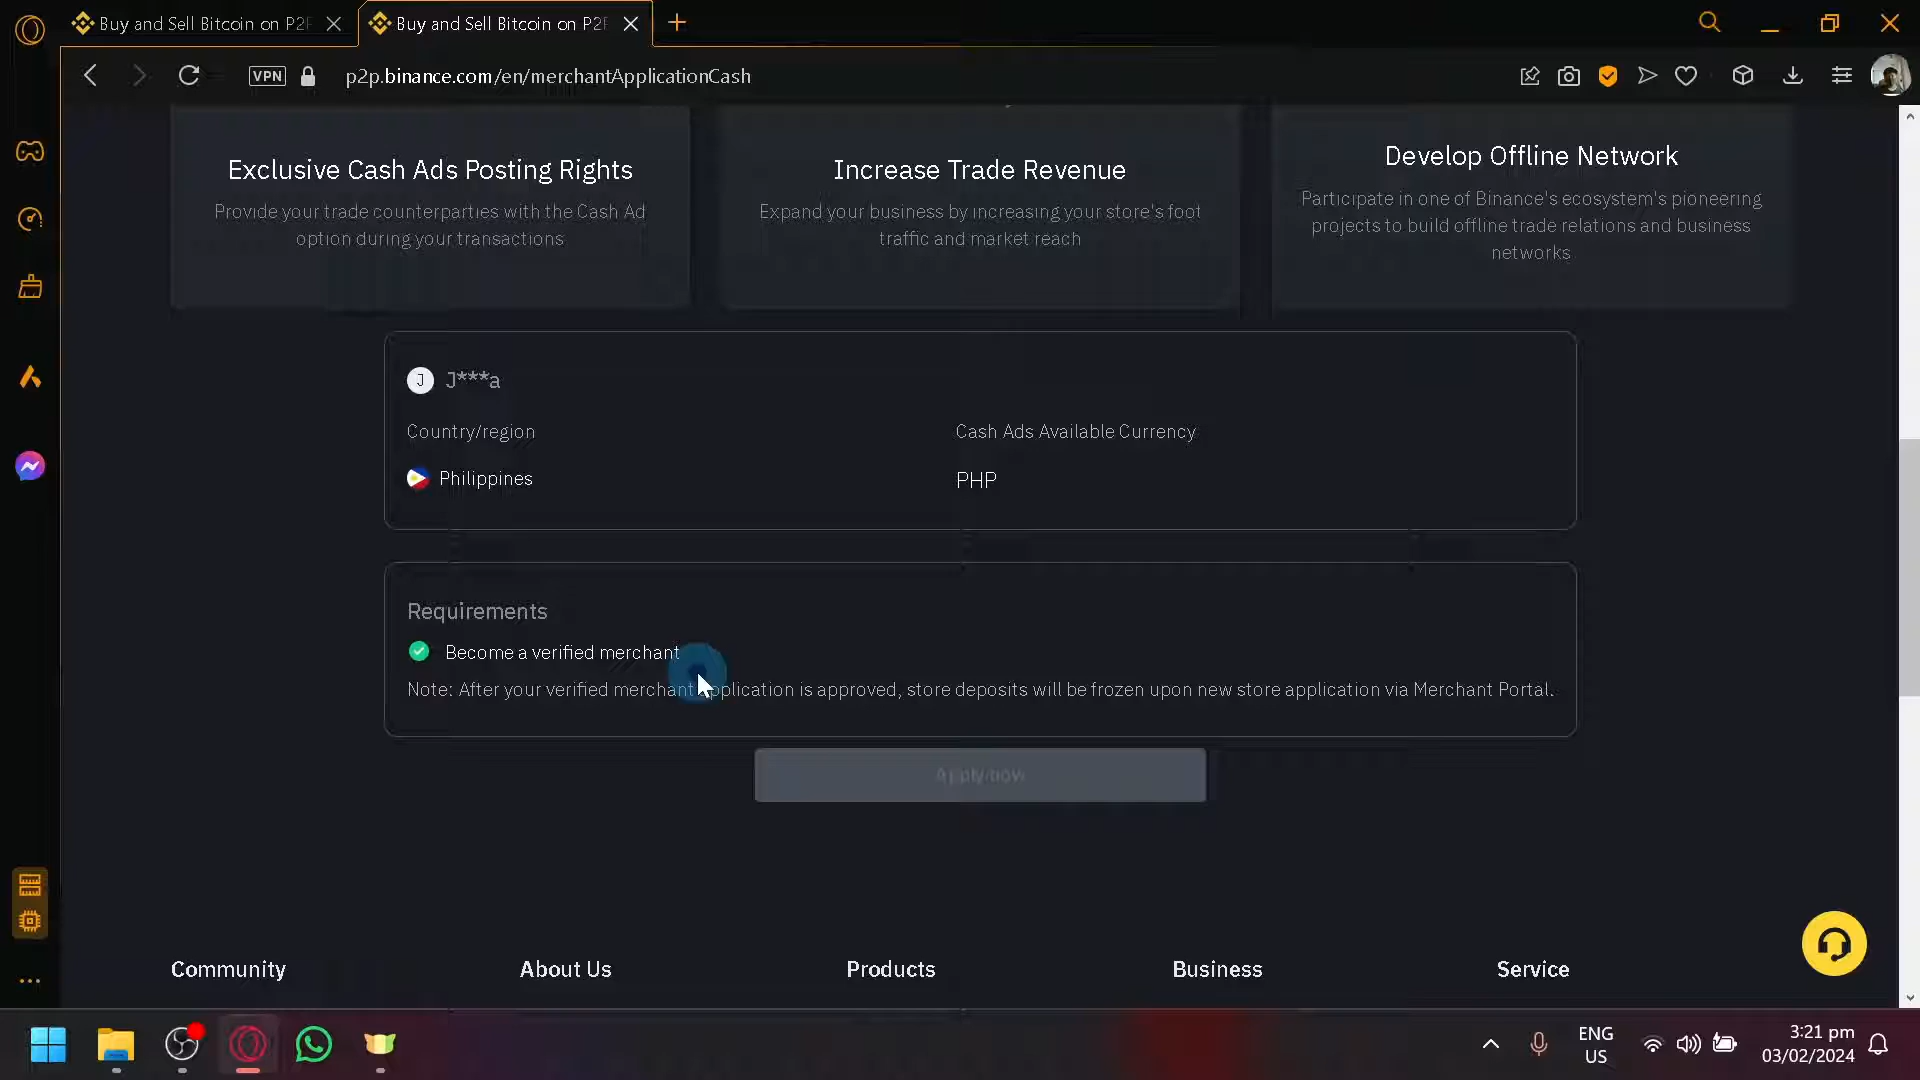 Buy and Sell Bitcoin on P2P
Buy and Sell Bitcoin on P2P
VPN
p2p.binance.com/en/merchantApplicationCash
Exclusive Cash Ads Posting Rights
Provide your trade counterparties with the Cash Ad
option during your transactions
Increase Trade Revenue
Expand your business by increasing your store's foot
traffic and market reach
Develop Offline Network
Participate in one of Binance's ecosystem's pioneering
projects to build offline trade relations and business
networks
J
J***a
Country/region
Cash Ads Available Currency
Philippines
PHP
Requirements
Become a verified merchant
Note: After your verified merchant application is approved, store deposits will be frozen upon new store application via Merchant Portal.
Apply now
Community
About Us
Products
Business
Service
ENG
US
3:21 pm
03/02/2024